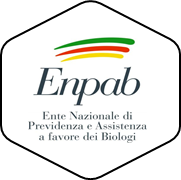 Enpab
Ente Nazionale di
Previdenza e Assistenza
a favore dei Biologi